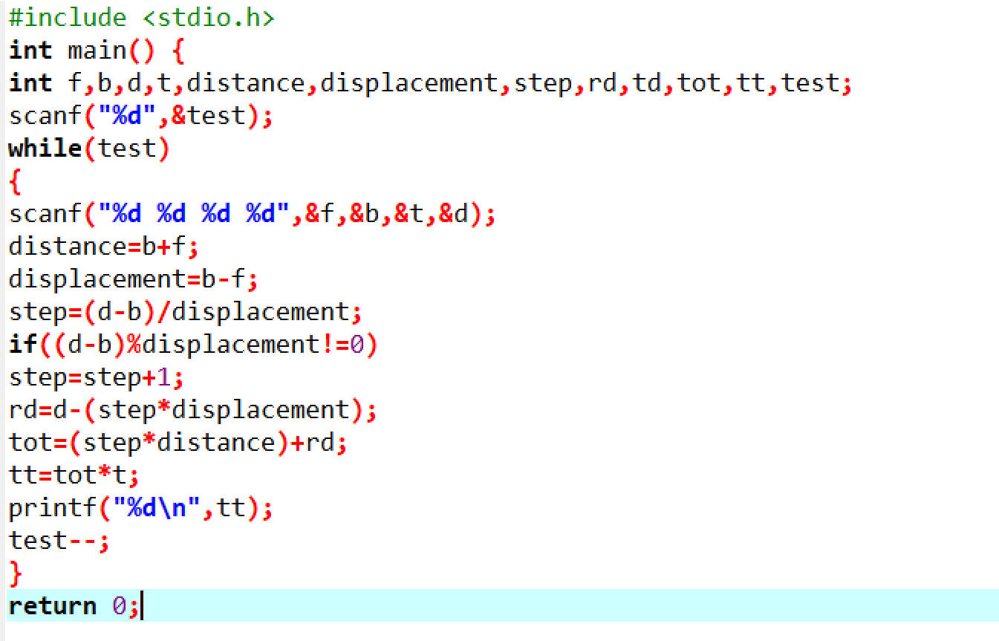 #include <stdio.h>
int main() {
int f,b,d,t,distance,displacement,step,rd,td,tot,tt,test;
scanf("%d",&test);
while(test)
{
scanf("%d %d %d %d",&f,&b,&t,&d);
distance=b+f;
displacement=b-f;
step=(d-b)/displacement;
if((d-b)%displacement!=0)
step=step+1;
rd=d-(step*displacement);
tot=(step*distance)+rd;
tt=tot*t;
printf("%d\n",tt);
test--;
}
return 0;